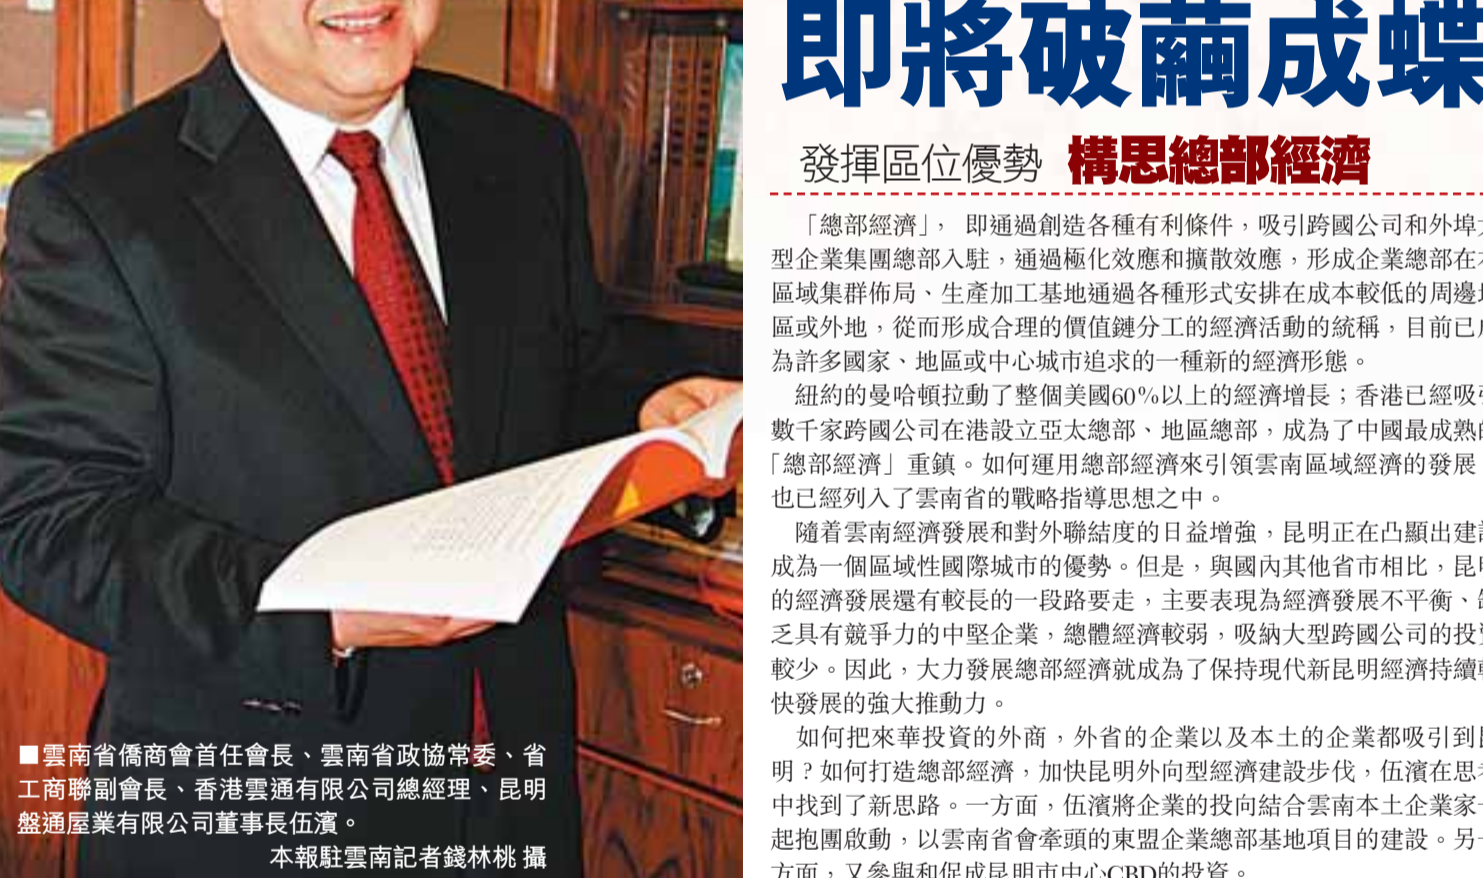 即將破繭成蝶
發揮區位優勢 構思總部經濟
「總部經濟」， 即通過創造各種有利條件，吸引跨國公司和外埠
型企業集團總部入駐，通過極化效應和擴散效應，形成企業總部在
區域集群佈局、生產加工基地通過各種形式安排在成本較低的周邊
區或外地，從而形成合理的價值鏈分工的經濟活動的統稱，目前已
為許多國家、地區或中心城市追求的一種新的經濟形態。
紐約的曼哈頓拉動了整個美國60%以上的經濟增長；香港已經吸
數千家跨國公司在港設立亞太總部、地區總部，成為了中國最成熟
「總部經濟」重鎮。如何運用總部經濟來引領雲南區域經濟的發展
也已經列入了雲南省的戰略指導思想之中。
隨着雲南經濟發展和對外聯結度的日益增強，昆明正在凸顯出建
成為一個區域性國際城市的優勢。但是，與國內其他省市相比，昆
的經濟發展還有較長的一段路要走，主要表現為經濟發展不平衡、
乏具有競爭力的中堅企業，總體經濟較弱，吸納大型跨國公司的投
較少。因此，大力發展總部經濟就成為了保持現代新昆明經濟持續
快發展的強大推動力。
如何把來華投資的外商，外省的企業以及本土的企業都吸引到
明？如何打造總部經濟，加快昆明外向型經濟建設步伐，伍濱在思
中找到了新思路。一方面，伍濱將企業的投向結合雲南本土企業家
起抱團啟動，以雲南省會牽頭的東盟企業總部基地項目的建設。另
方面，又參與和促成昆明市中心CBD的投資。
■雲南省僑商會首任會長、雲南省政協常委、省
工商聯副會長、香港雲通有限公司總經理、昆明
盤通屋業有限公司董事長伍濱。
本報駐雲南記者錢林桃 攝